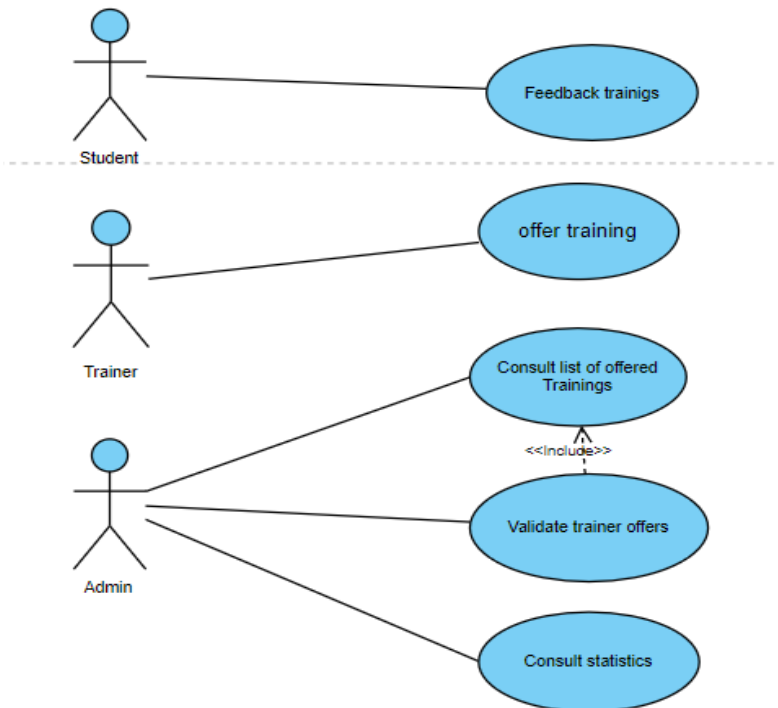 Feedback trainigs
Student
offer training
Trainer
Consult list of offered
Trainings
<<Include>>
Validate trainer offers
Admin
Consult statistics